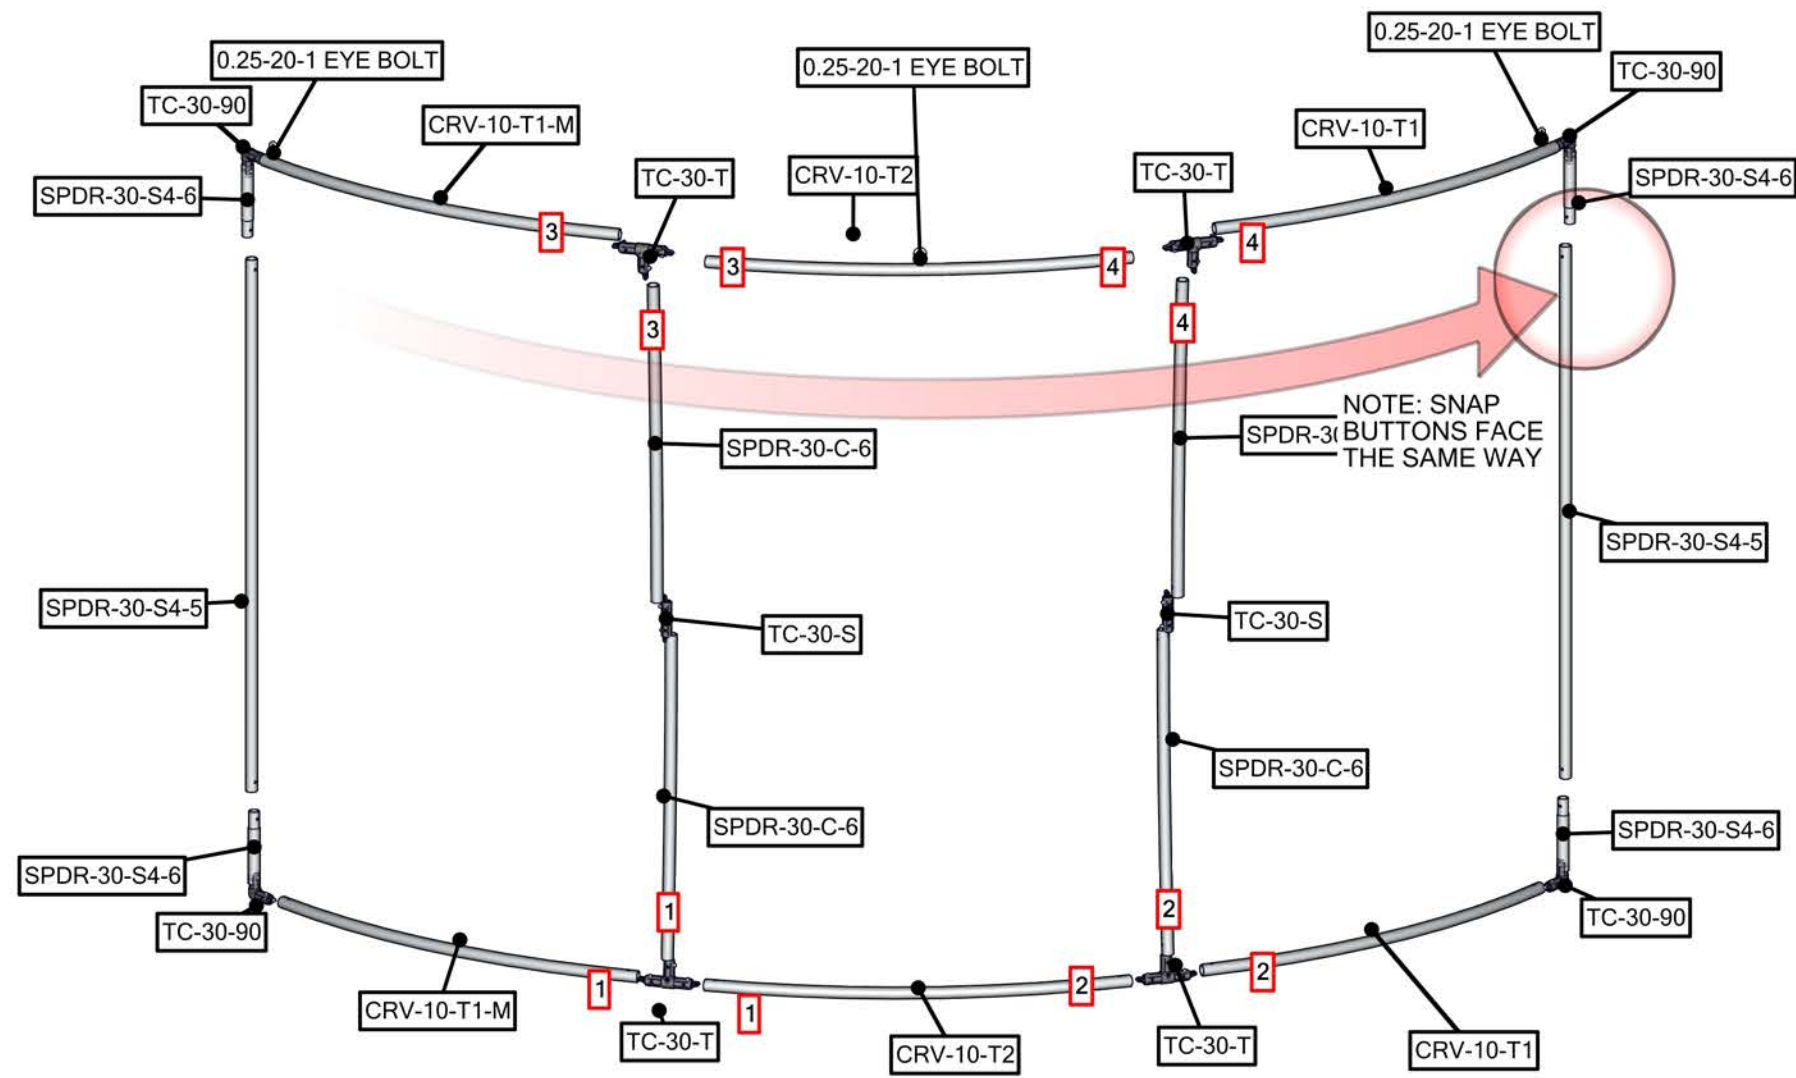 0.25-20-1 EYE BOLT
0.25-20-1 EYE BOLT
0.25-20-1 EYE BOLT
TC-30-90
TC-30-90
CRV-10-T1-M
CRV-10-T1
TC-30-T
CRV-10-T2
TC-30-T
SPDR-30-S4-6
SPDR-30-S4-6
3
3
4
4
3
4
NOTE: SNAP
BUTTONS FACE
THE SAME WAY
SPDR-30-C-6
SPDR-30
SPDR-30-S4-5
SPDR-30-S4-5
TC-30-S
TC-30-S
SPDR-30-C-6
SPDR-30-C-6
SPDR-30-S4-6
SPDR-30-S4-6
TC-30-90
TC-30-90
1
2
1
1
2
2
CRV-10-T1-M
TC-30-T
CRV-10-T2
TC-30-T
CRV-10-T1